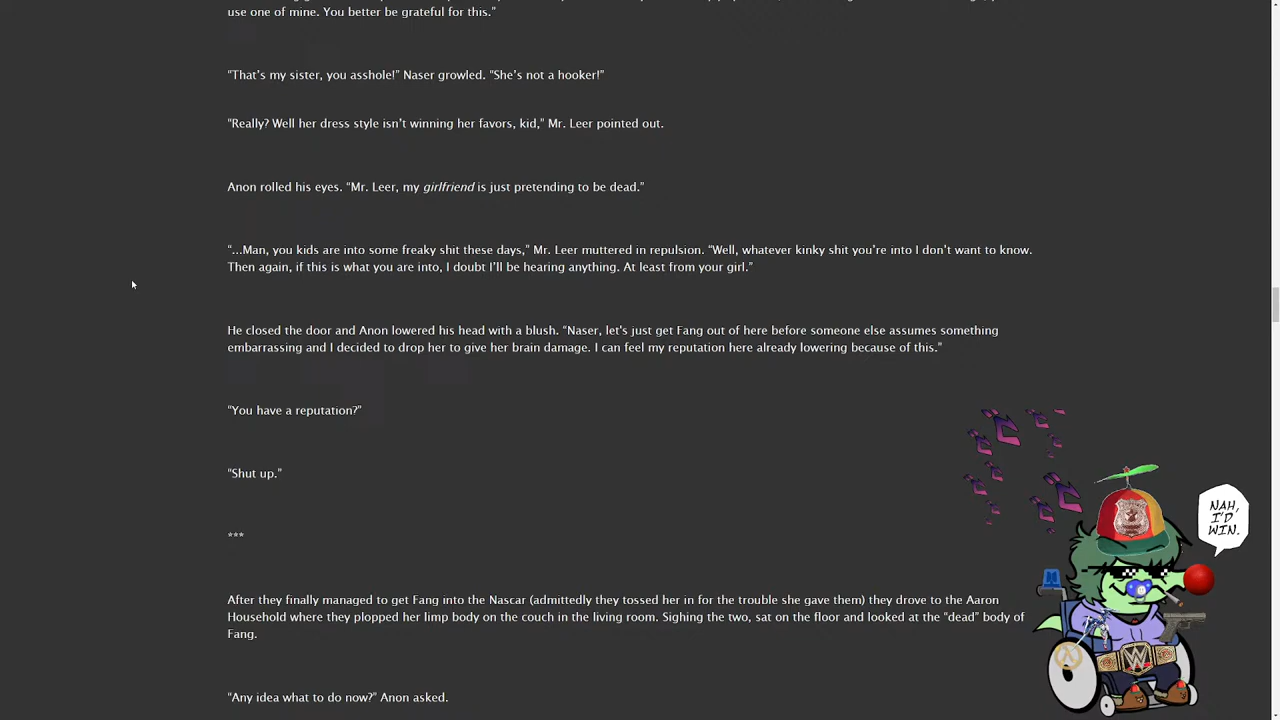 use one of mine. You better be grateful for this.”
"That’s my sister, you asshole!” Naser growled. “She’s not a hooker!”
"Really? Well her dress style isn’t winning her favors, kid," Mr. Leer pointed out.
Anon rolled his eyes. “Mr. Leer, my girlfriend is just pretending to be dead.”
“...Man, you kids are into some freaky shit these days,” Mr. Leer muttered in repulsion. “Well, whatever kinky shit you’re into I don’t want to know.
Then again, if this is what you are into, I doubt I’ll be hearing anything. At least from your girl.”
He closed the door and Anon lowered his head with a blush. “Naser, let's just get Fang out of here before someone else assumes something
embarrassing and I decided to drop her to give her brain damage. I can feel my reputation here already lowering because of this.”
"You have a reputation?"
"Shut up."
***
After they finally managed to get Fang into the Nascar (admittedly they tossed her in for the trouble she gave them) they drove to the Aaron
Household where they plopped her limp body on the couch in the living room. Sighing the two, sat on the floor and looked at the “dead” body of
Fang.
"Any idea what to do now?” Anon asked.
NAH,
I'D
WIN.
W